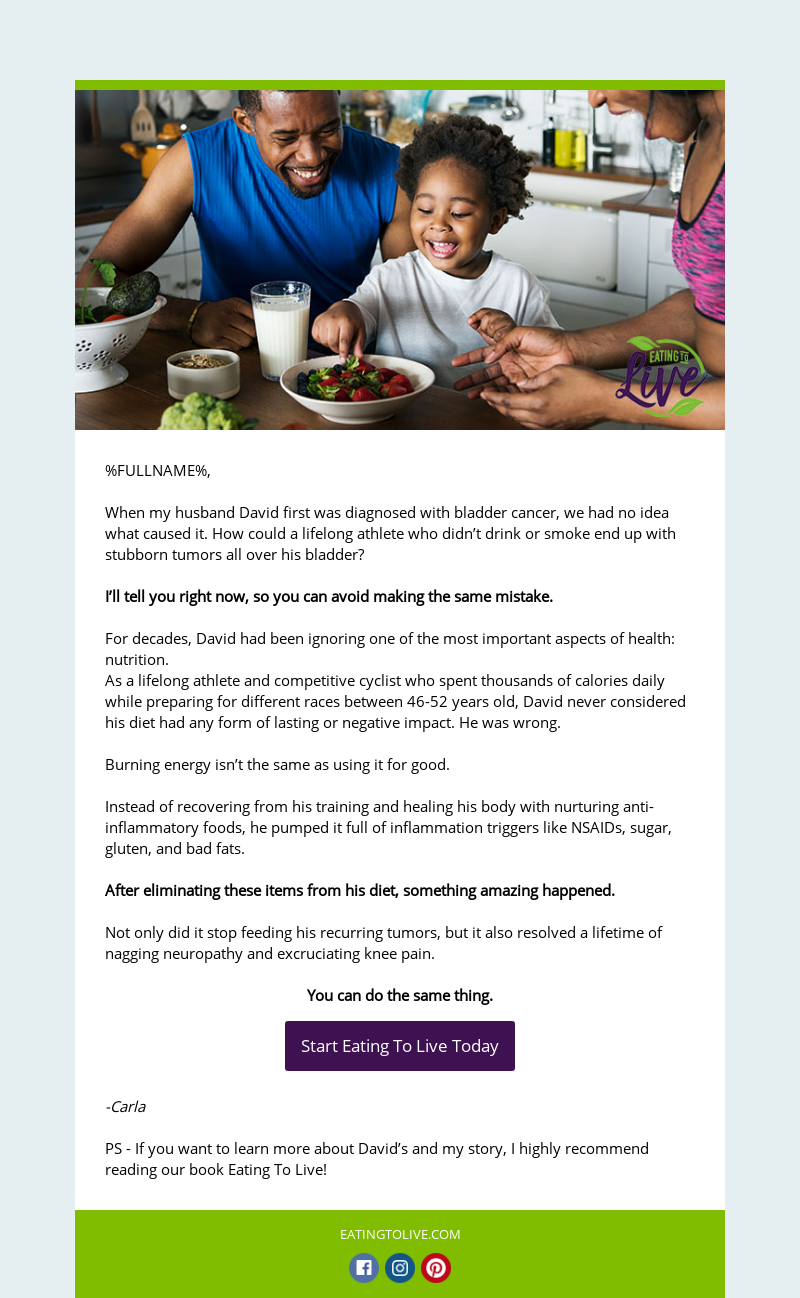 EATING TO
Live
%FULLNAME%,
When my husband David first was diagnosed with bladder cancer, we had no idea
what caused it. How could a lifelong athlete who didn’t drink or smoke end up with
stubborn tumors all over his bladder?
I’ll tell you right now, so you can avoid making the same mistake.
For decades, David had been ignoring one of the most important aspects of health:
nutrition.
As a lifelong athlete and competitive cyclist who spent thousands of calories daily
while preparing for different races between 46-52 years old, David never considered
his diet had any form of lasting or negative impact. He was wrong.
Burning energy isn’t the same as using it for good.
Instead of recovering from his training and healing his body with nurturing anti-
inflammatory foods, he pumped it full of inflammation triggers like NSAIDs, sugar,
gluten, and bad fats.
After eliminating these items from his diet, something amazing happened.
Not only did it stop feeding his recurring tumors, but it also resolved a lifetime of
nagging neuropathy and excruciating knee pain.
You can do the same thing.
Start Eating To Live Today
-Carla
PS - If you want to learn more about David’s and my story, I highly recommend
reading our book Eating To Live!
EATINGTOLIVE.COM